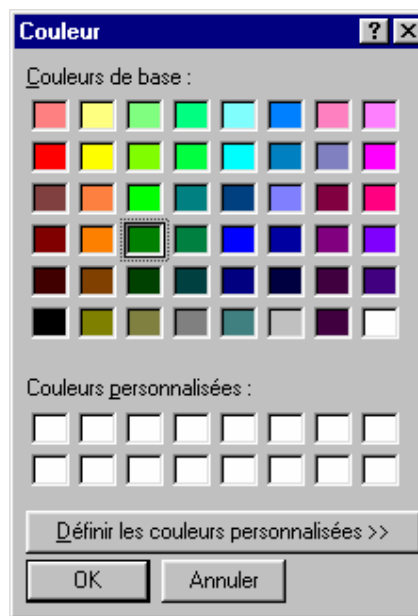 Couleur ? ×
Couleurs de base :
Couleurs personnalisées :
Définir les couleurs personnalisées >>
OK Annuler